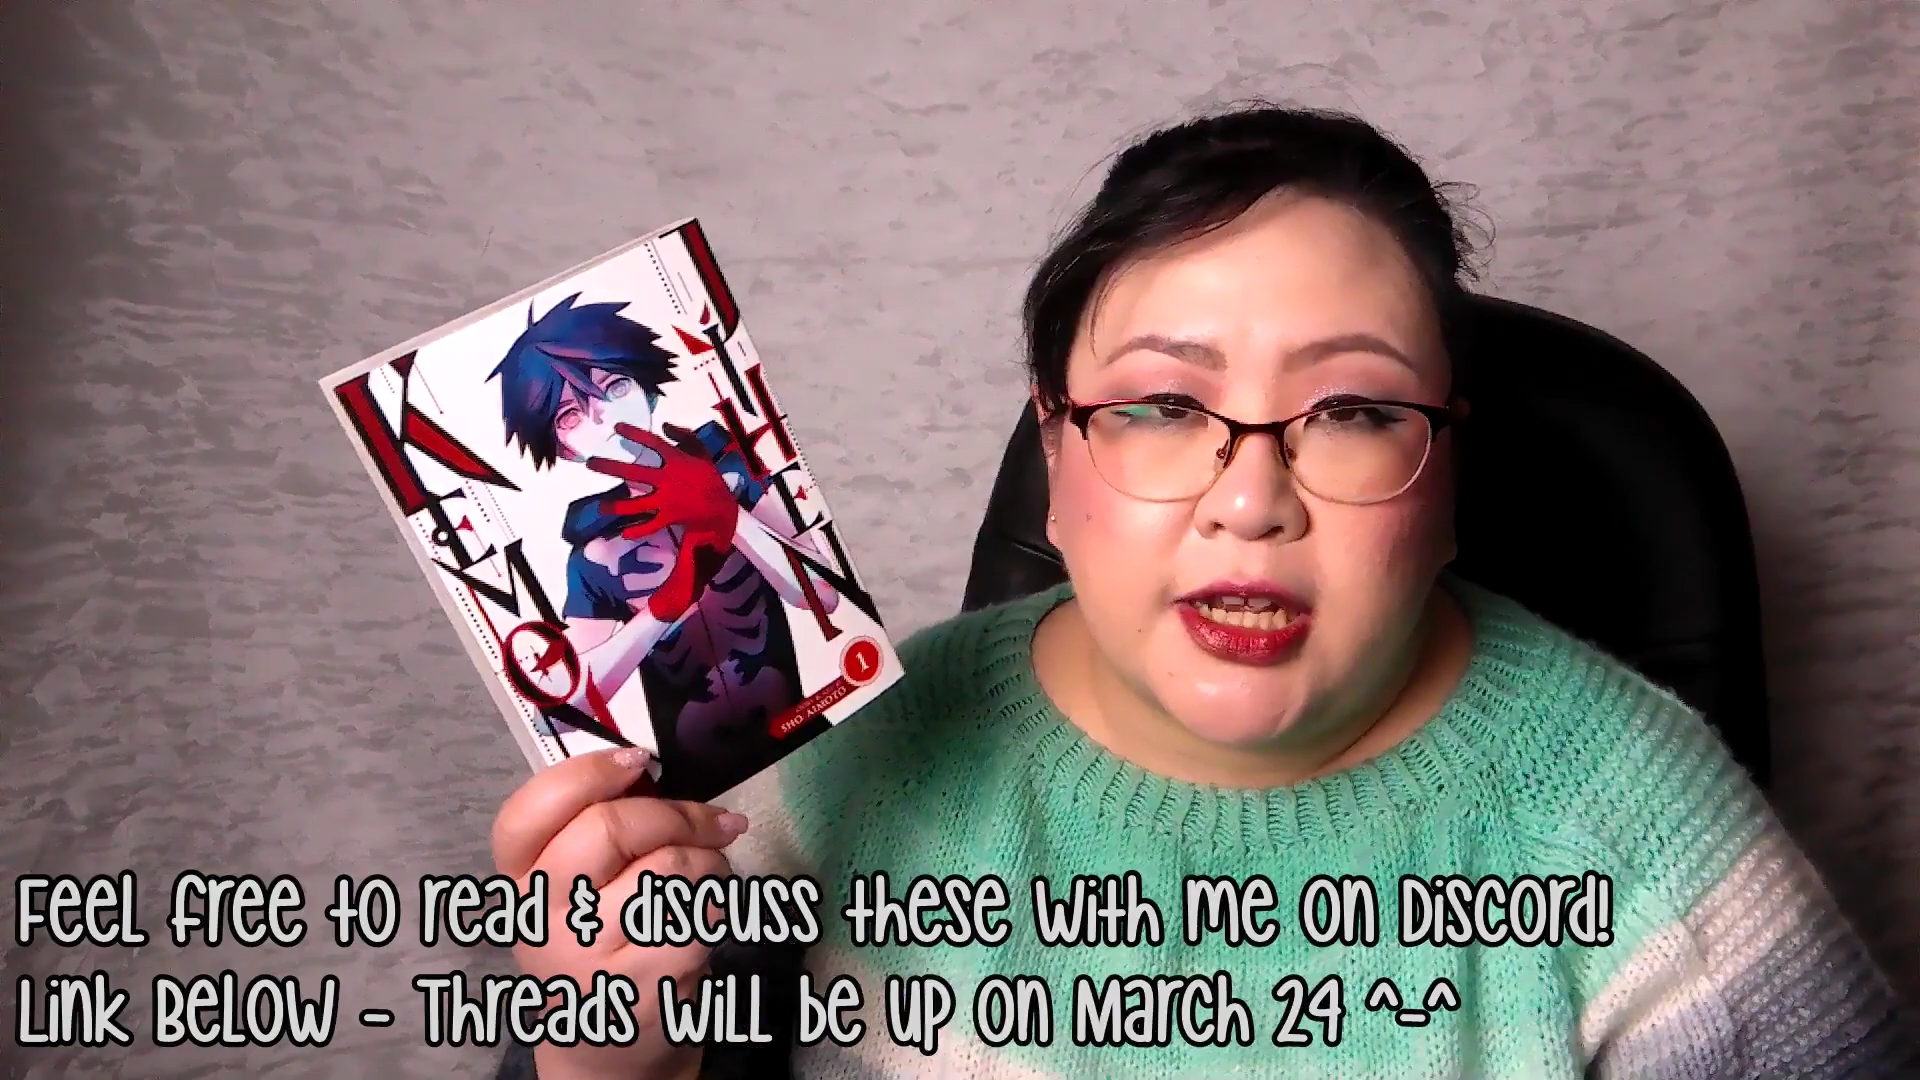 KEMONO
JIHEN
1
SHO AIMOTO
Feel free to read & discuss these with me on Discord!
Link Below - Threads will be up on March 24 ^-^